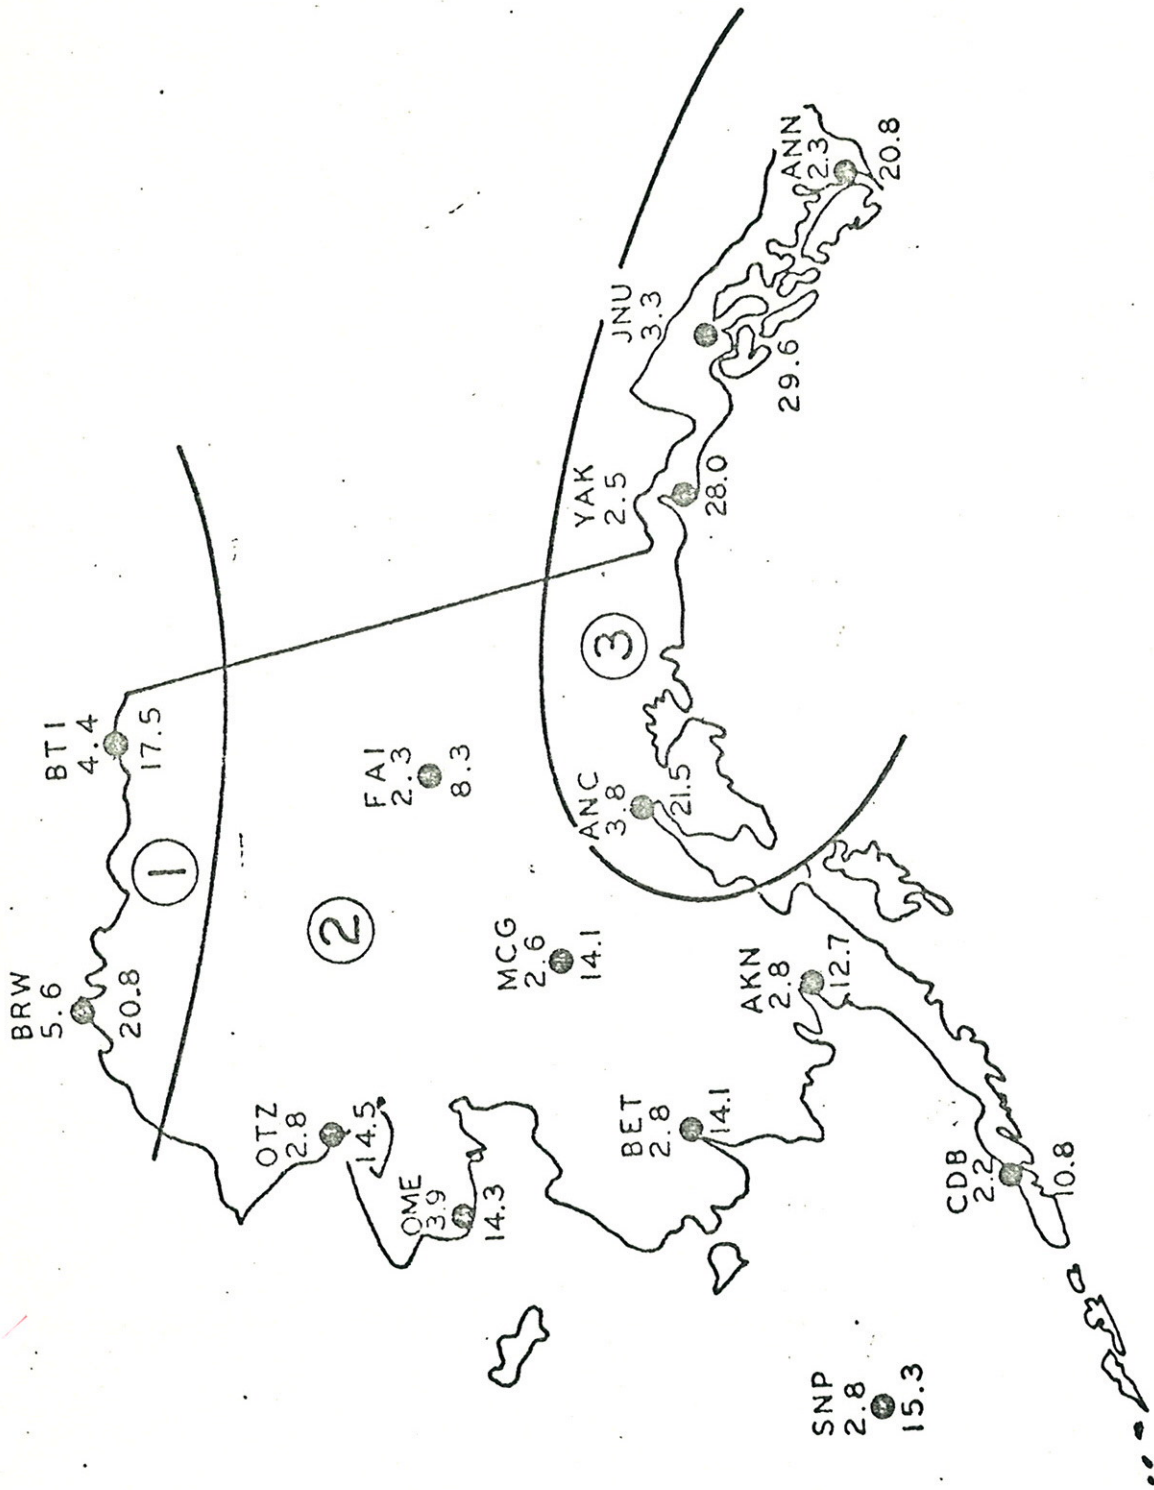 BRW
5.6
20.8
BTI
4.4
17.5
1
OTZ
2.8
14.5
2
FAI
2.3
8.3
OME
3.9
14.3
MCG
2.6
14.1
ANC
3.8
21.5
3
YAK
2.5
28.0
JNU
3.3
29.6
ANN
2.3
20.8
BET
2.8
14.1
AKN
2.8
12.7
SNP
2.8
15.3
CDB
2.2
10.8